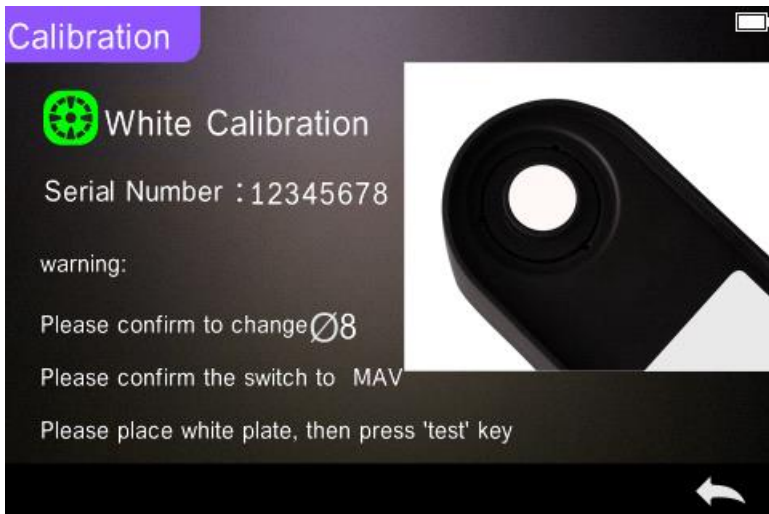 Calibration
White Calibration
Serial Number :12345678
warning:
Please confirm to change∅8
Please confirm the switch to MAV
Please place white plate, then press 'test' key